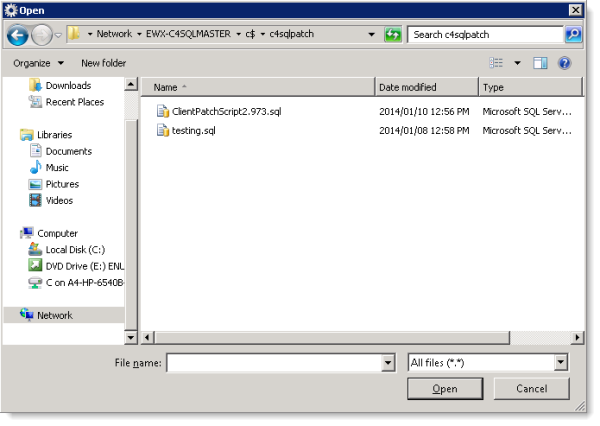 Open
Network EWX-C4SQLMASTER c$ c4sqlpatch
Search c4sqlpatch
Organize
New folder
Downloads
Recent Places
Libraries
Documents
Music
Pictures
Videos
Computer
Local Disk (C:)
DVD Drive (E:) ENU
C on A4-HP-6540B-
Network
Name Date modified Type
ClientPatchScript2.973.sql 2014/01/10 12:56 PM Microsoft SQL Serv...
testing.sql 2014/01/08 12:58 PM Microsoft SQL Serv...
File name:
All files (*.*)
Open Cancel